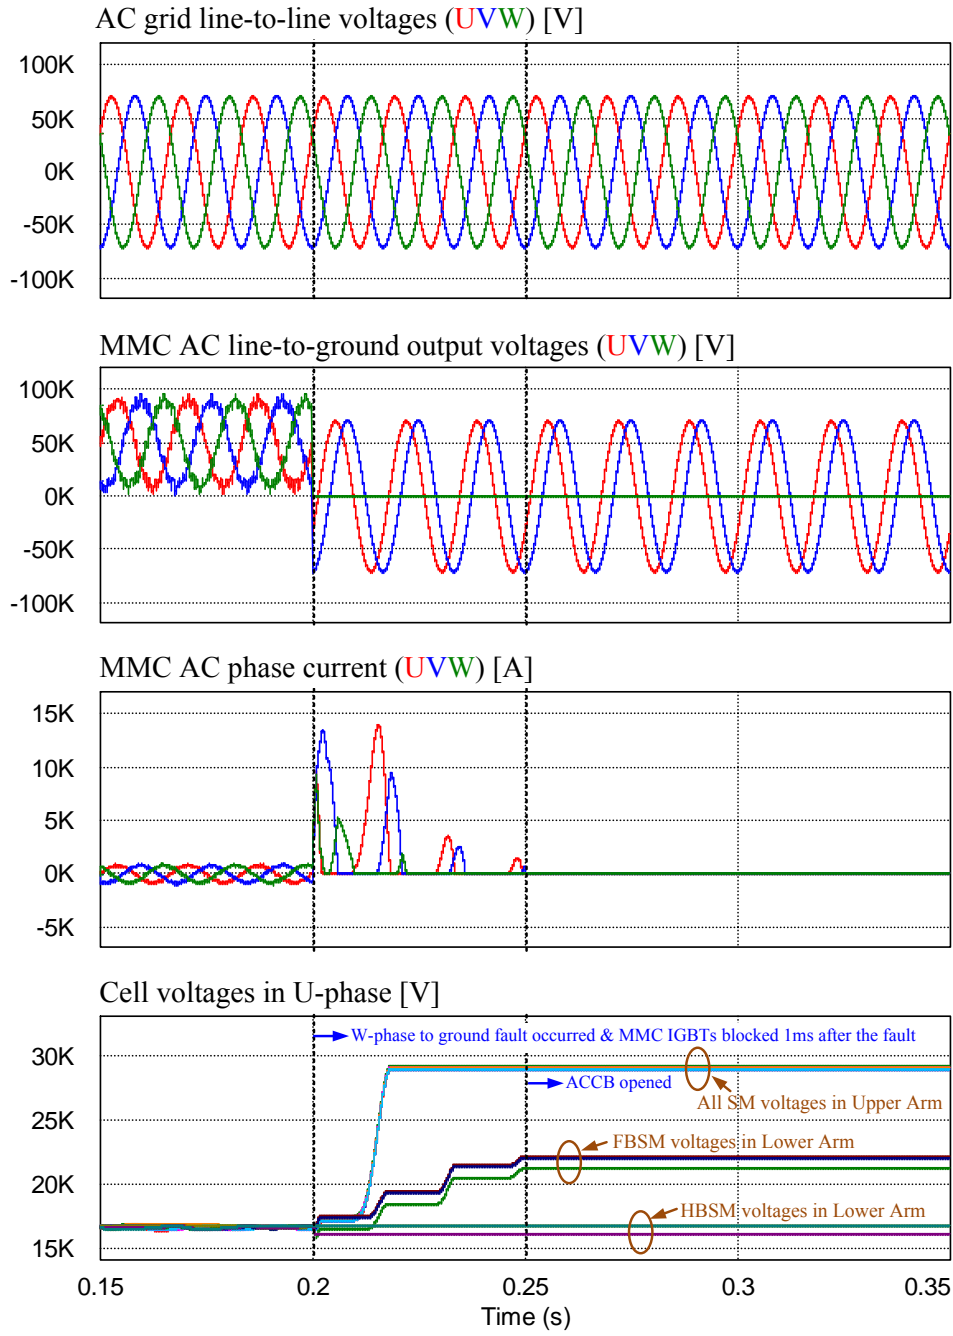 AC grid line-to-line voltages (UVW) [V]
100K
50K
0K
-50K
-100K
MMC AC line-to-ground output voltages (UVW) [V]
100K
50K
0K
-50K
-100K
MMC AC phase current (UVW) [A]
15K
10K
5K
0K
-5K
Cell voltages in U-phase [V]
W-phase to ground fault occurred & MMC IGBTs blocked 1ms after the fault
30K
ACCB opened
All SM voltages in Upper Arm
25K
FBSM voltages in Lower Arm
20K
HBSM voltages in Lower Arm
15K
0.15 0.2 0.25 0.3 0.35
Time (s)